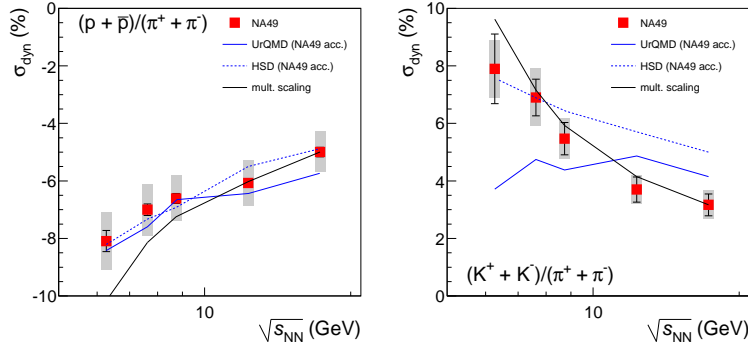 σdyn (%)
(p + p̅)/(π⁺ + π⁻)
NA49
UrQMD (NA49 acc.)
HSD (NA49 acc.)
mult. scaling
0
-2
-4
-6
-8
-10
10
√sNN (GeV)
σdyn (%)
10
8
6
4
2
0
NA49
UrQMD (NA49 acc.)
HSD (NA49 acc.)
mult. scaling
(K⁺ + K⁻)/(π⁺ + π⁻)
10
√sNN (GeV)